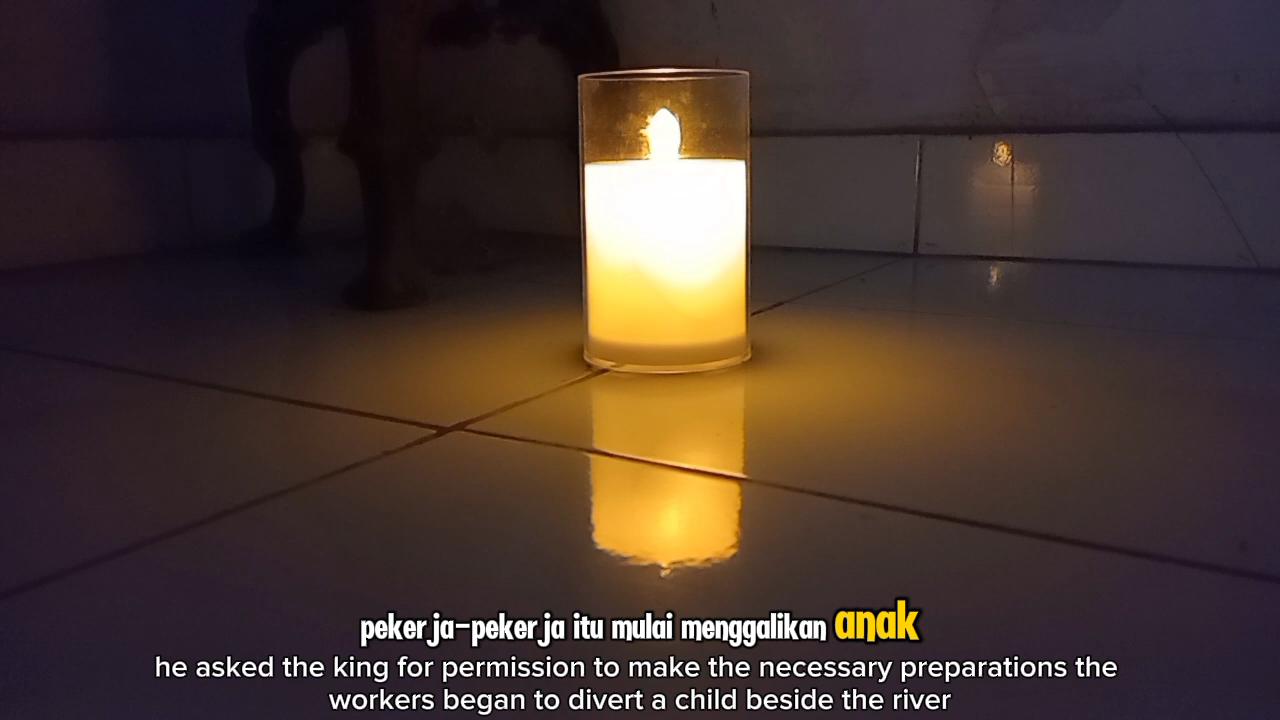 pekerja-pekerja itu mulai menggalikan anak
he asked the king for permission to make the necessary preparations the
workers began to divert a child beside the river